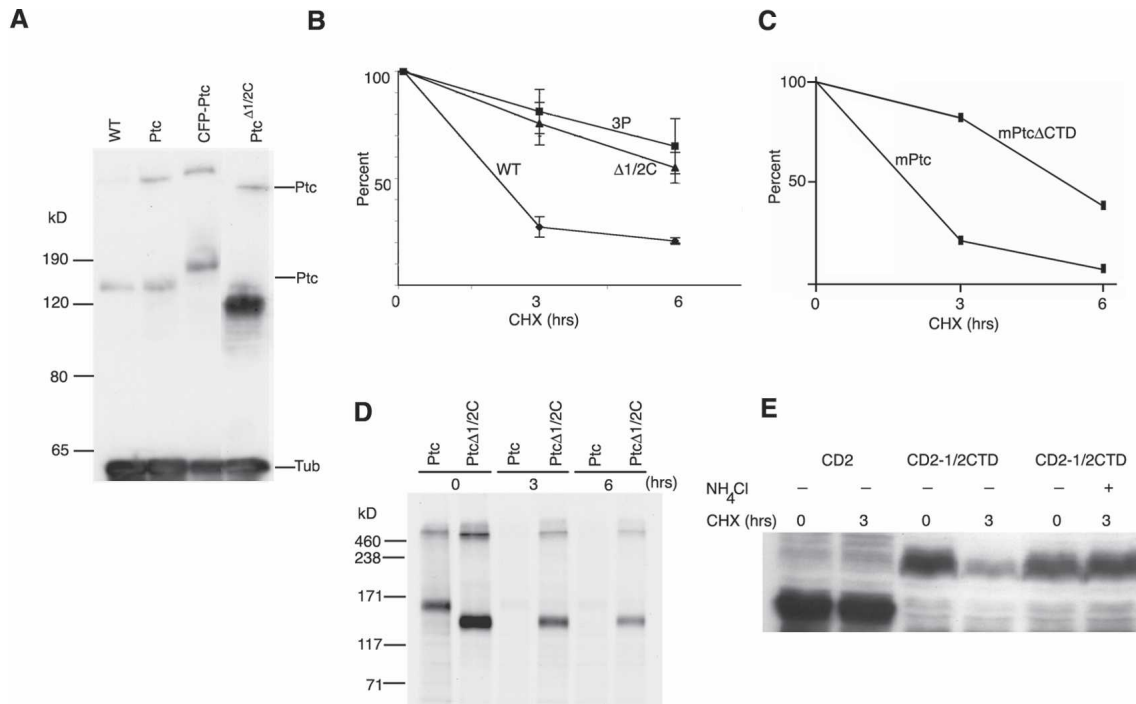 A
WT
Ptc
CFP-Ptc
Ptc Δ1/2C
kD
190
120
80
65
Ptc
Ptc
Tub
B
100
50
Percent
3P
WT
Δ1/2C
0
3
6
CHX (hrs)
C
100
50
Percent
mPtcΔCTD
mPtc
0
3
6
CHX (hrs)
D
Ptc
PtcΔ1/2C
Ptc
PtcΔ1/2C
Ptc
PtcΔ1/2C
0 3 6 (hrs)
kD
460
238
171
117
71
E
CD2 CD2-1/2CTD CD2-1/2CTD
NH4Cl − − − − − +
CHX (hrs) 0 3 0 3 0 3